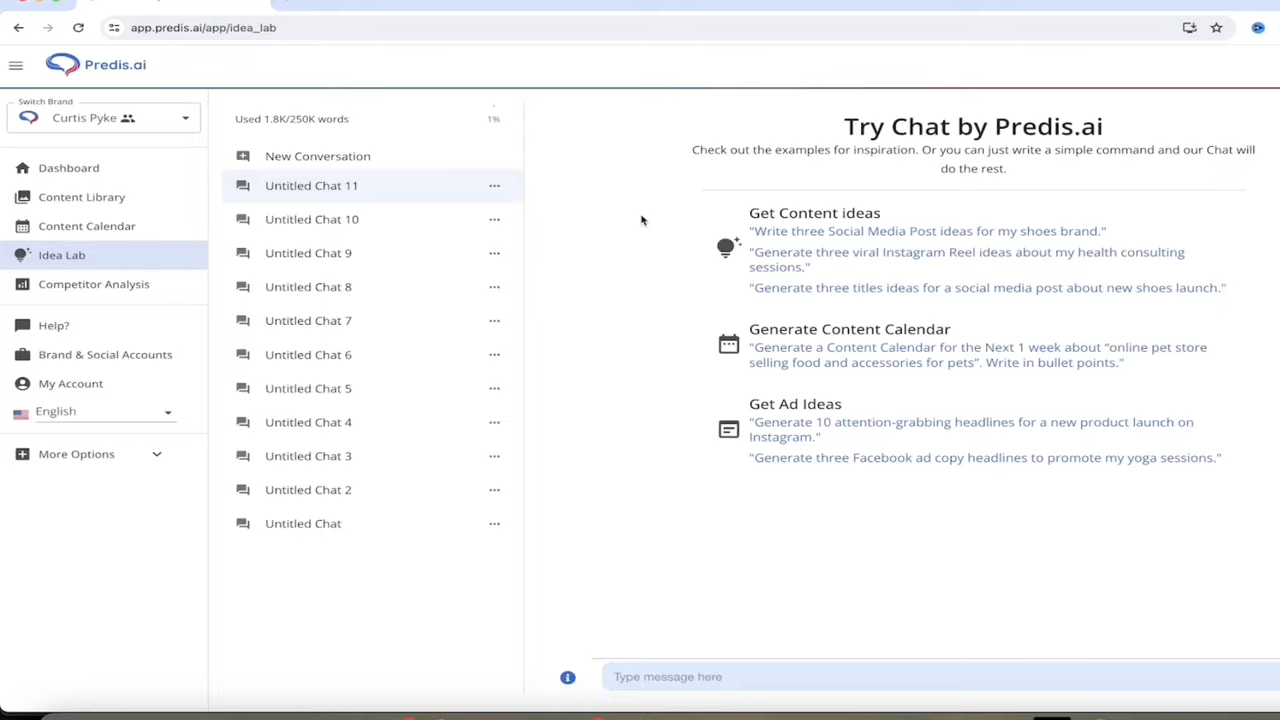 app.predis.ai/app/idea_lab
Predis.ai
Switch Brand
Curtis Pyke
Dashboard
Content Library
Content Calendar
Idea Lab
Competitor Analysis
Help?
Brand & Social Accounts
My Account
English
More Options
Used 1.8K/250K words
1%
New Conversation
Untitled Chat 11
Untitled Chat 10
Untitled Chat 9
Untitled Chat 8
Untitled Chat 7
Untitled Chat 6
Untitled Chat 5
Untitled Chat 4
Untitled Chat 3
Untitled Chat 2
Untitled Chat
Try Chat by Predis.ai
Check out the examples for inspiration. Or you can just write a simple command and our Chat will
do the rest.
Get Content ideas
"Write three Social Media Post ideas for my shoes brand."
"Generate three viral Instagram Reel ideas about my health consulting
sessions."
"Generate three titles ideas for a social media post about new shoes launch."
Generate Content Calendar
"Generate a Content Calendar for the Next 1 week about “online pet store
selling food and accessories for pets”. Write in bullet points."
Get Ad Ideas
"Generate 10 attention-grabbing headlines for a new product launch on
Instagram."
"Generate three Facebook ad copy headlines to promote my yoga sessions."
Type message here